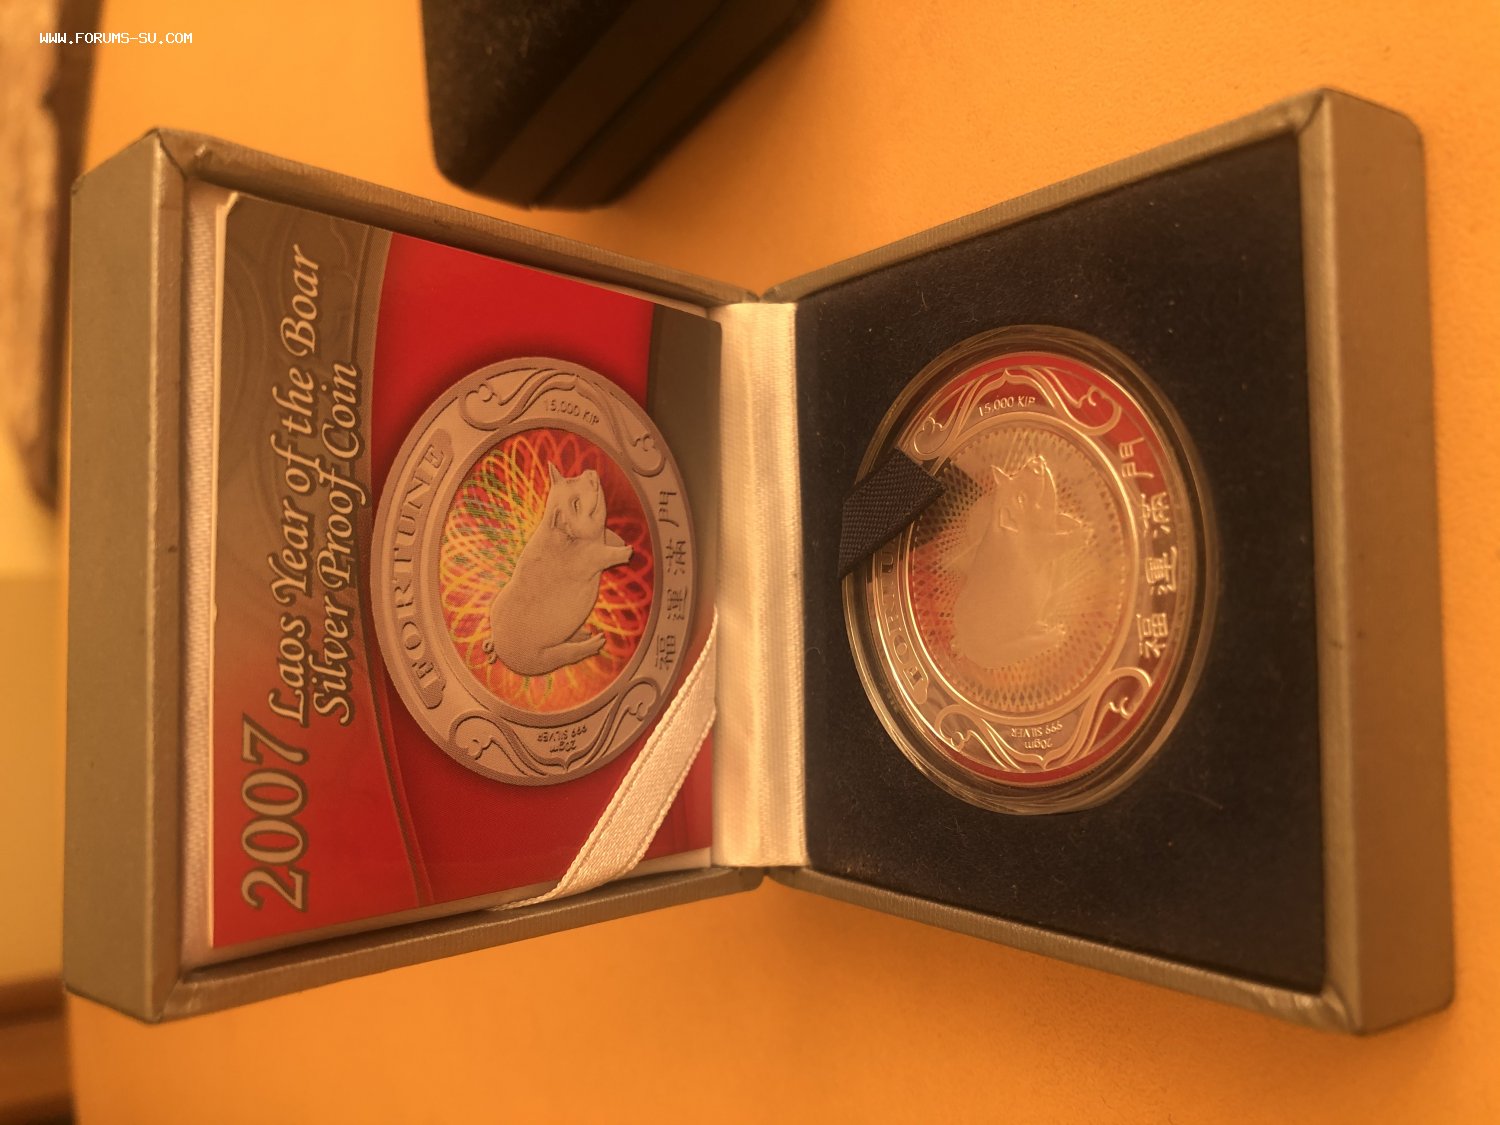 WWW.FORUMS-SU.COM
2007 Laos Year of the Boar
Silver Proof Coin
FORTUNE
15,000 KIP
福運滿門
20gm
999 SILVER
15,000 KIP
福運滿門
20gm
999 SILVER